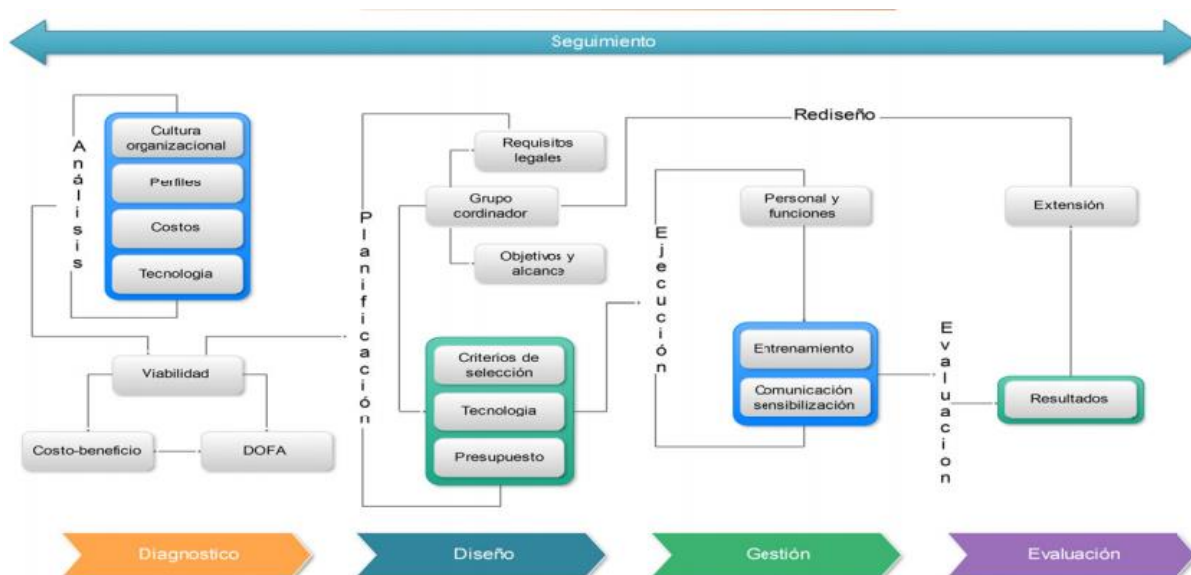 Seguimiento
Análisis
Cultura
organizacional
Perfiles
Costos
Tecnologia
Viabilidad
Costo-beneficio
DOFA
Planificación
Requisitos
legales
Grupo
cordinador
Objetivos y
alcance
Criterios de
selección
Tecnologia
Presupuesto
Rediseño
Ejecución
Personal y
funciones
Entrenamiento
Comunicación
sensibilización
Evaluacion
Extensión
Resultados
Diagnostico
Diseño
Gestión
Evaluación